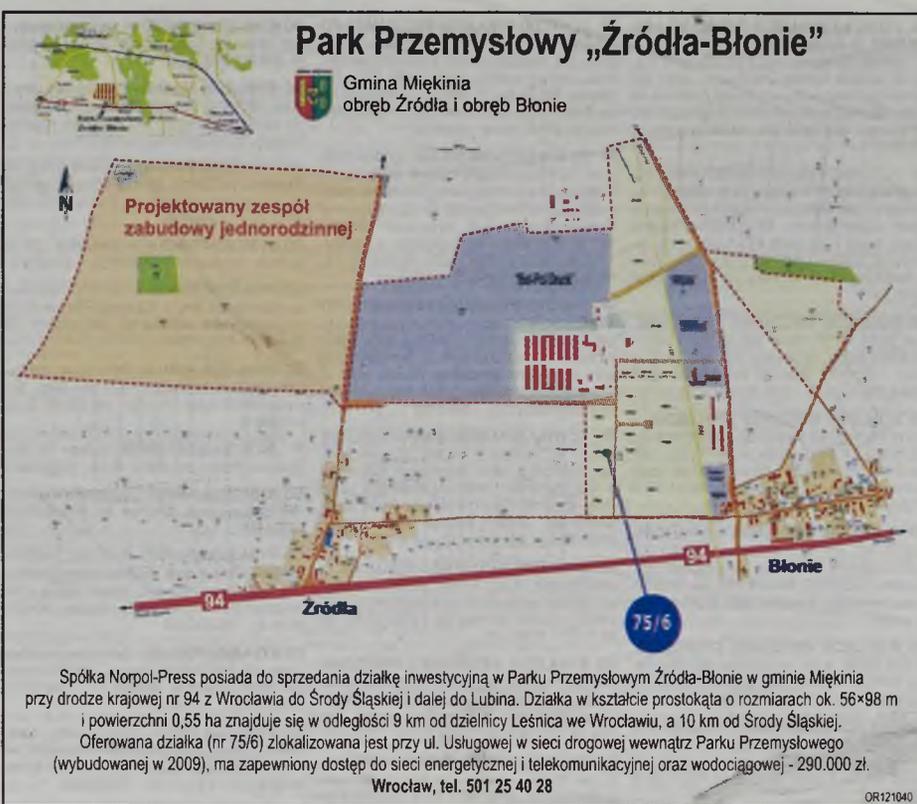 Park Przemysłowy „Źródła-Błonie”
Gmina Miękinia
obręb Źródła i obręb Błonie
N
Projektowany zespół
zabudowy jednorodzinnej
94
94
Błonie
Źródła
75/6
Spółka Norpol-Press posiada do sprzedania działkę inwestycyjną w Parku Przemysłowym Źródła-Błonie w gminie Miękinia
przy drodze krajowej nr 94 z Wrocławia do Środy Śląskiej i dalej do Lubina. Działka w kształcie prostokąta o rozmiarach ok. 56×98 m
i powierzchni 0,55 ha znajduje się w odległości 9 km od dzielnicy Leśnica we Wrocławiu, a 10 km od Środy Śląskiej.
Oferowana działka (nr 75/6) zlokalizowana jest przy ul. Usługowej w sieci drogowej wewnątrz Parku Przemysłowego
(wybudowanej w 2009), ma zapewniony dostęp do sieci energetycznej i telekomunikacyjnej oraz wodociągowej - 290.000 zł.
Wrocław, tel. 501 25 40 28
OR121040